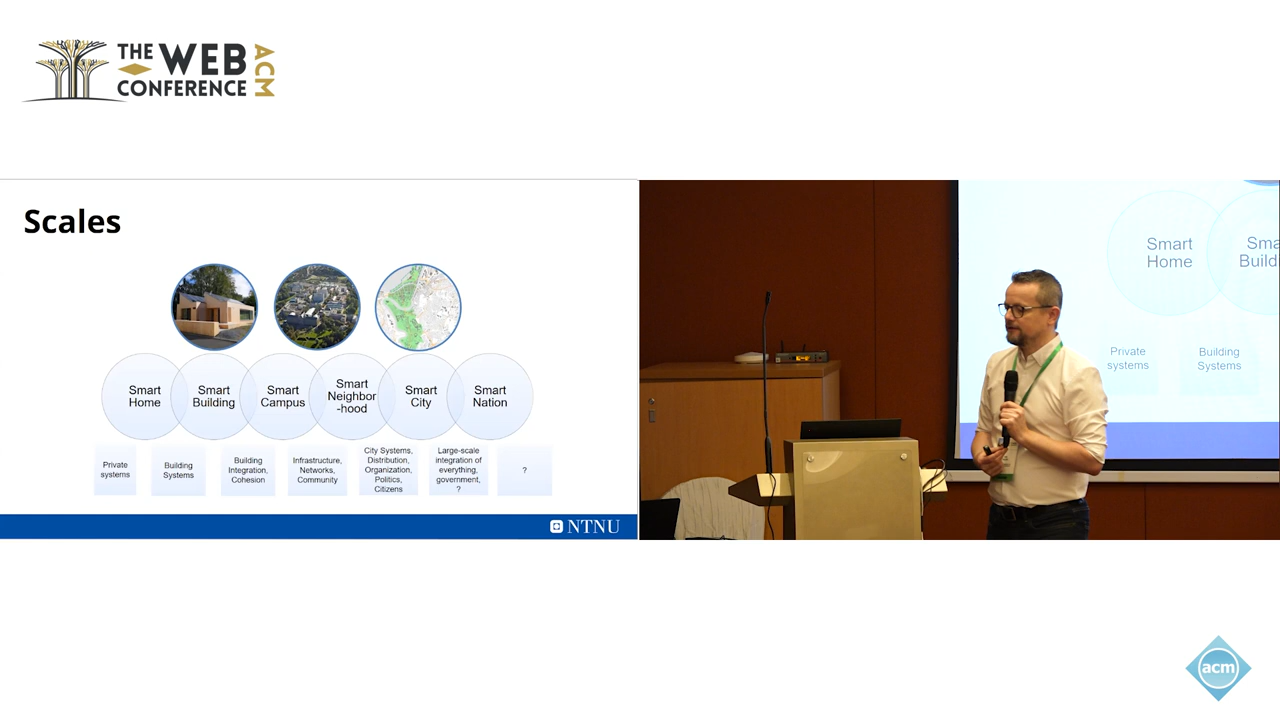 THE WEB
CONFERENCE
ACM
Scales
Smart
Home
Smart
Building
Smart
Campus
Smart
Neighbor
-hood
Smart
City
Smart
Nation
Private
systems
Building
Systems
Building
Integration,
Cohesion
Infrastructure,
Networks,
Community
City Systems,
Distribution,
Organization,
Politics,
Citizens
Large-scale
integration of
everything,
government,
?
?
NTNU
Smart
Home
Sma
Buildi
Private
systems
Building
Systems
acm